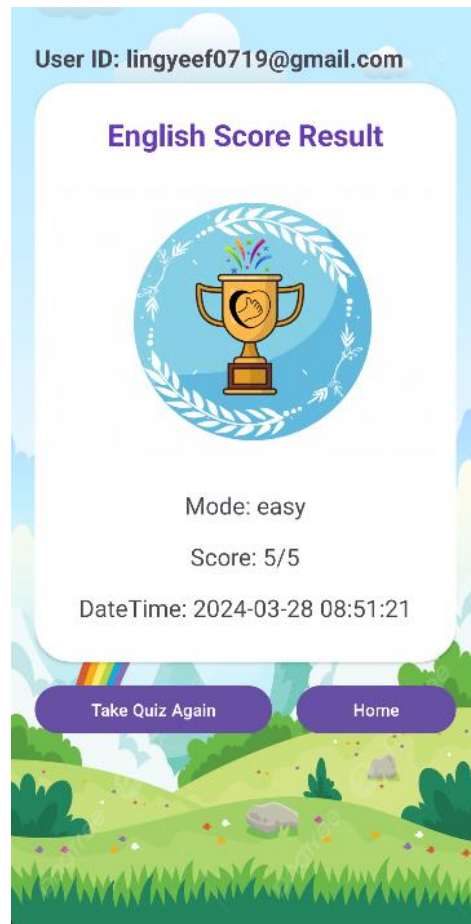 User ID: lingyeef0719@gmail.com
English Score Result
Mode: easy
Score: 5/5
DateTime: 2024-03-28 08:51:21
Take Quiz Again
Home